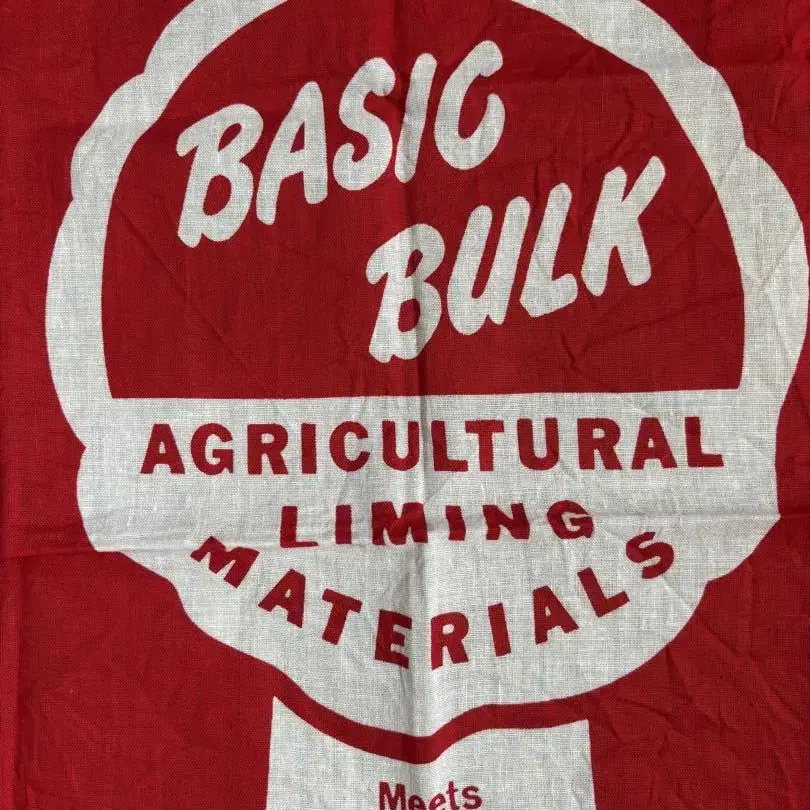 BASIC
BULK
AGRICULTURAL
LIMING
MATERIALS
Meets